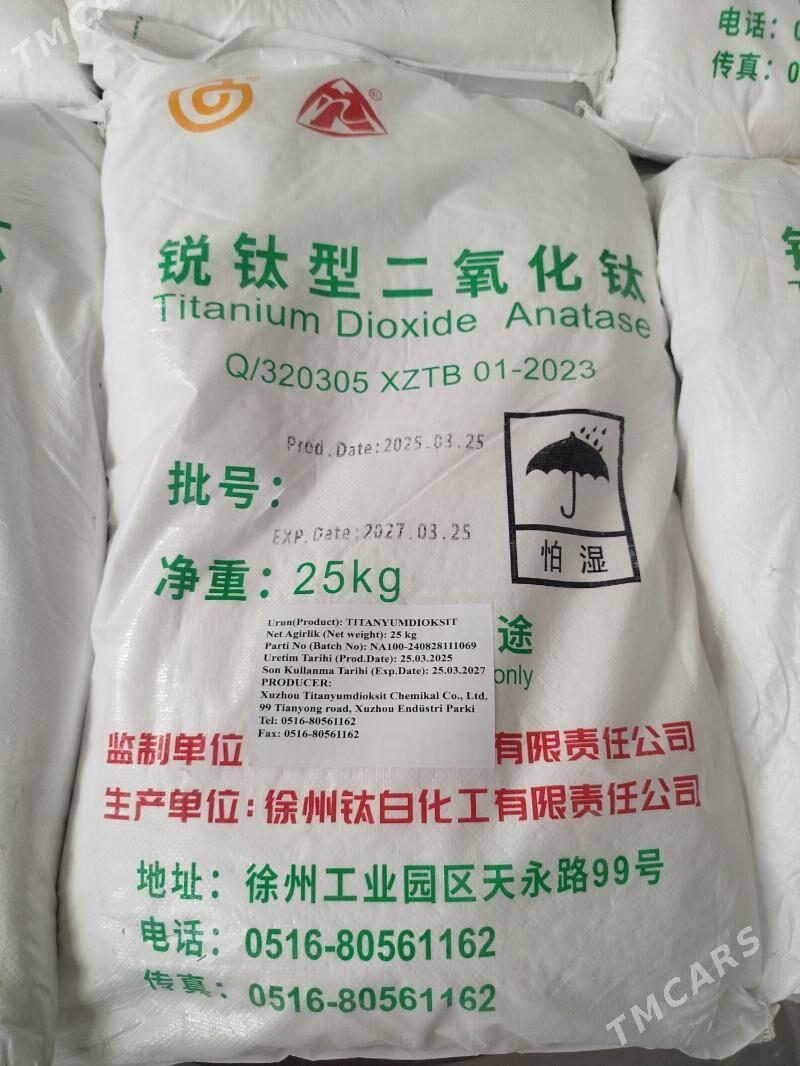 TMCARS
电话：0
传真：0
®
锐钛型二氧化钛
Titanium Dioxide Anatase
Q/320305 XZTB 01-2023
Prod.Date:2025.03.25
批号：
EXP.Date:2027.03.25
怕湿
净重：25kg
途
only
Urun(Product): TITANYUMDIOKSIT
Net Agirlik (Net weight): 25 kg
Parti No (Batch No): NA100-240828111069
Uretim Tarihi (Prod.Date): 25.03.2025
Son Kullanma Tarihi (Exp.Date): 25.03.2027
PRODUCER:
Xuzhou Titanyumdioksit Chemikal Co., Ltd.
99 Tianyong road, Xuzhou Endüstri Parki
Tel: 0516-80561162
Fax: 0516-80561162
监制单位 有限责任公司
生产单位：徐州钛白化工有限责任公司
地址：徐州工业园区天永路99号
电话：0516-80561162
传真：0516-80561162
TMCARS